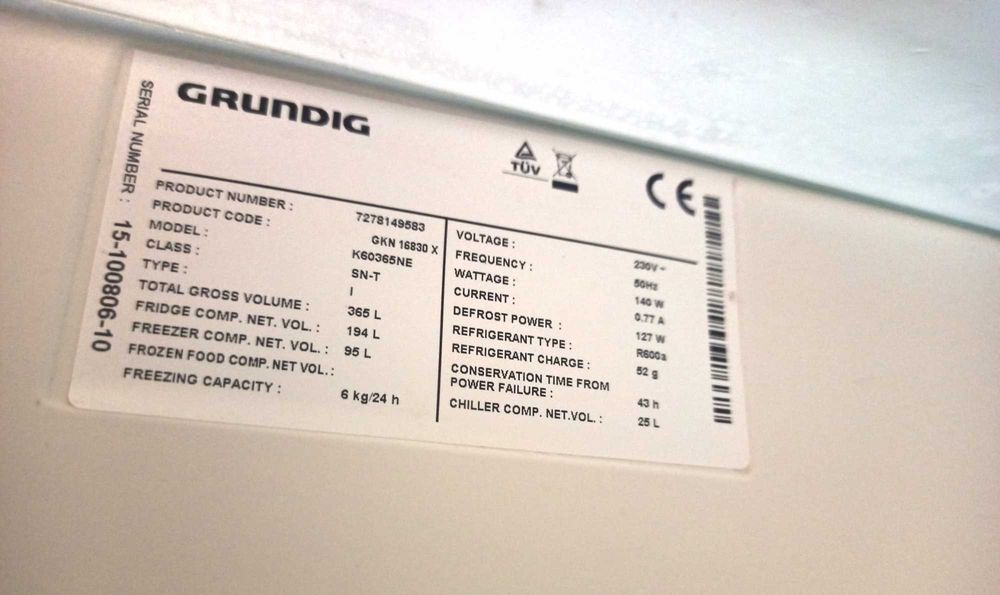 GRUNDIG
TÜV
CE
SERIAL NUMBER : 15-100806-10
PRODUCT NUMBER : 7278149583
PRODUCT CODE : GKN 16830 X
MODEL : K60365NE
CLASS : SN-T
TYPE : I
TOTAL GROSS VOLUME : 365 L
FRIDGE COMP. NET. VOL. : 194 L
FREEZER COMP. NET. VOL. : 95 L
FROZEN FOOD COMP. NET VOL. :
FREEZING CAPACITY : 6 kg/24 h
VOLTAGE : 230V ~
FREQUENCY : 50Hz
WATTAGE : 140 W
CURRENT : 0.77 A
DEFROST POWER : 127 W
REFRIGERANT TYPE : R600a
REFRIGERANT CHARGE : 52 g
CONSERVATION TIME FROM
POWER FAILURE : 43 h
CHILLER COMP. NET.VOL. : 25 L